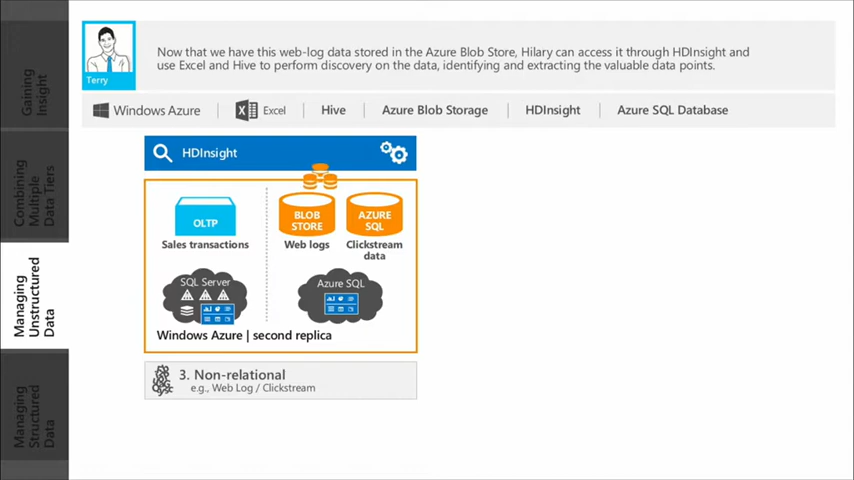 Gaining
Insight
Combining
Multiple
Data Tiers
Managing
Unstructured
Data
Managing
Structured
Data
Terry
Now that we have this web-log data stored in the Azure Blob Store, Hilary can access it through HDInsight and
use Excel and Hive to perform discovery on the data, identifying and extracting the valuable data points.
Windows Azure | Excel | Hive | Azure Blob Storage | HDInsight | Azure SQL Database
HDInsight
OLTP
Sales transactions
BLOB
STORE
Web logs
AZURE
SQL
Clickstream
data
SQL Server
Azure SQL
Windows Azure | second replica
3. Non-relational
e.g., Web Log / Clickstream